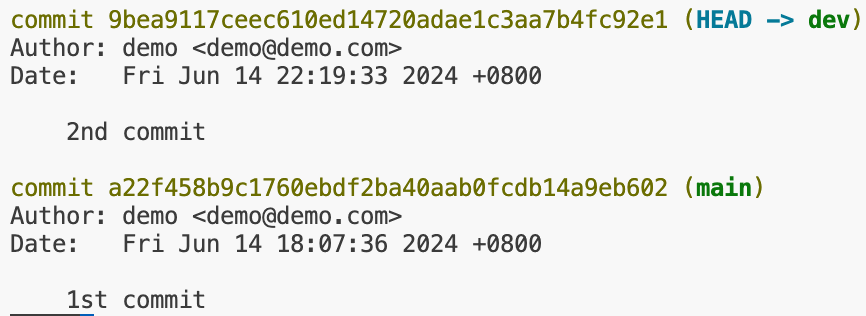 commit 9bea9117ceec610ed14720adae1c3aa7b4fc92e1 (HEAD -> dev)
Author: demo <demo@demo.com>
Date:   Fri Jun 14 22:19:33 2024 +0800
    2nd commit
commit a22f458b9c1760ebdf2ba40aab0fcdb14a9eb602 (main)
Author: demo <demo@demo.com>
Date:   Fri Jun 14 18:07:36 2024 +0800
    1st commit